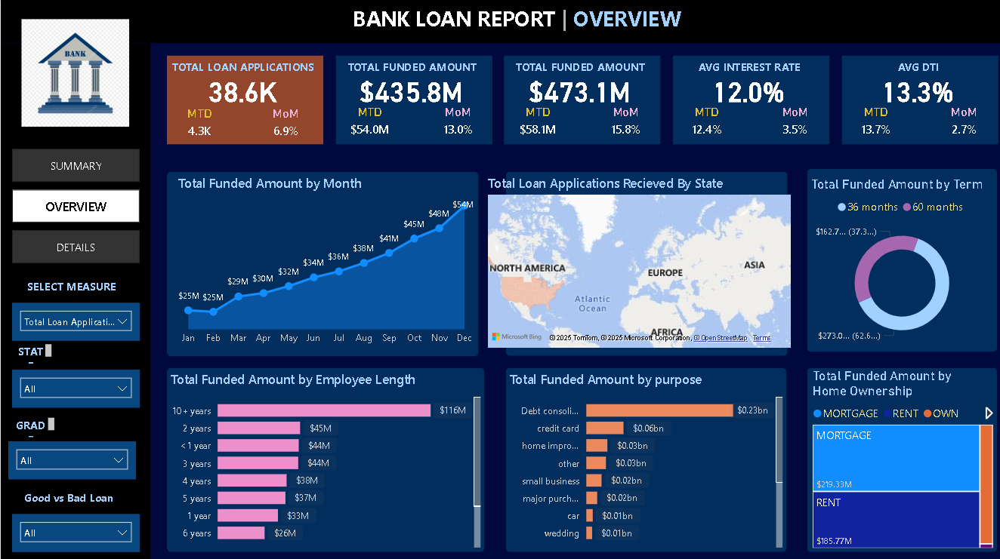 BANK LOAN REPORT | OVERVIEW
BANK
SUMMARY
OVERVIEW
DETAILS
SELECT MEASURE
Total Loan Applicati...
STAT
All
GRAD
All
Good vs Bad Loan
All
TOTAL LOAN APPLICATIONS
38.6K
MTD MoM
4.3K 6.9%
TOTAL FUNDED AMOUNT
$435.8M
MTD MoM
$54.0M 13.0%
TOTAL FUNDED AMOUNT
$473.1M
MTD MoM
$58.1M 15.8%
AVG INTEREST RATE
12.0%
MTD MoM
12.4% 3.5%
AVG DTI
13.3%
MTD MoM
13.7% 2.7%
Total Funded Amount by Month
$25M $25M $29M $30M $32M $34M $36M $38M $41M $45M $48M $54M
Jan Feb Mar Apr May Jun Jul Aug Sep Oct Nov Dec
Total Loan Applications Recieved By State
NORTH AMERICA
EUROPE
ASIA
Atlantic
Ocean
AFRICA
Microsoft Bing
© 2025 TomTom, © 2025 Microsoft Corporation, © OpenStreetMap Terms
Total Funded Amount by Term
36 months 60 months
$162.7... (37.3...)
$273.0... (62.6...)
Total Funded Amount by Employee Length
10+ years $116M
2 years $45M
< 1 year $44M
3 years $44M
4 years $38M
5 years $37M
1 year $33M
6 years $26M
Total Funded Amount by purpose
Debt consoli... $0.23bn
credit card $0.06bn
home impro... $0.03bn
other $0.03bn
small business $0.02bn
major purch... $0.02bn
car $0.01bn
wedding $0.01bn
Total Funded Amount by
Home Ownership
MORTGAGE RENT OWN
MORTGAGE
$219.33M
RENT
$185.77M